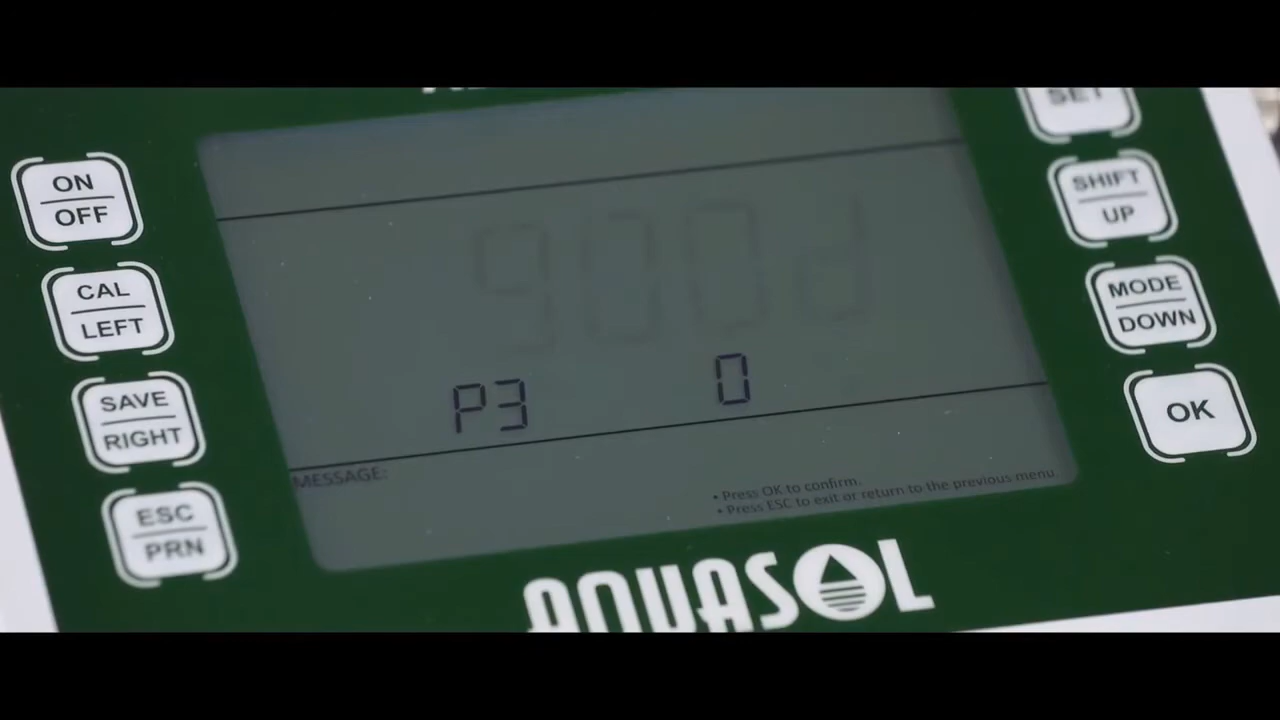 ON
OFF
CAL
LEFT
SAVE
RIGHT
ESC
PRN
P3 0
MESSAGE:
• Press OK to confirm.
• Press ESC to exit or return to the previous menu.
SET
SHIFT
UP
MODE
DOWN
OK
AQUASOL